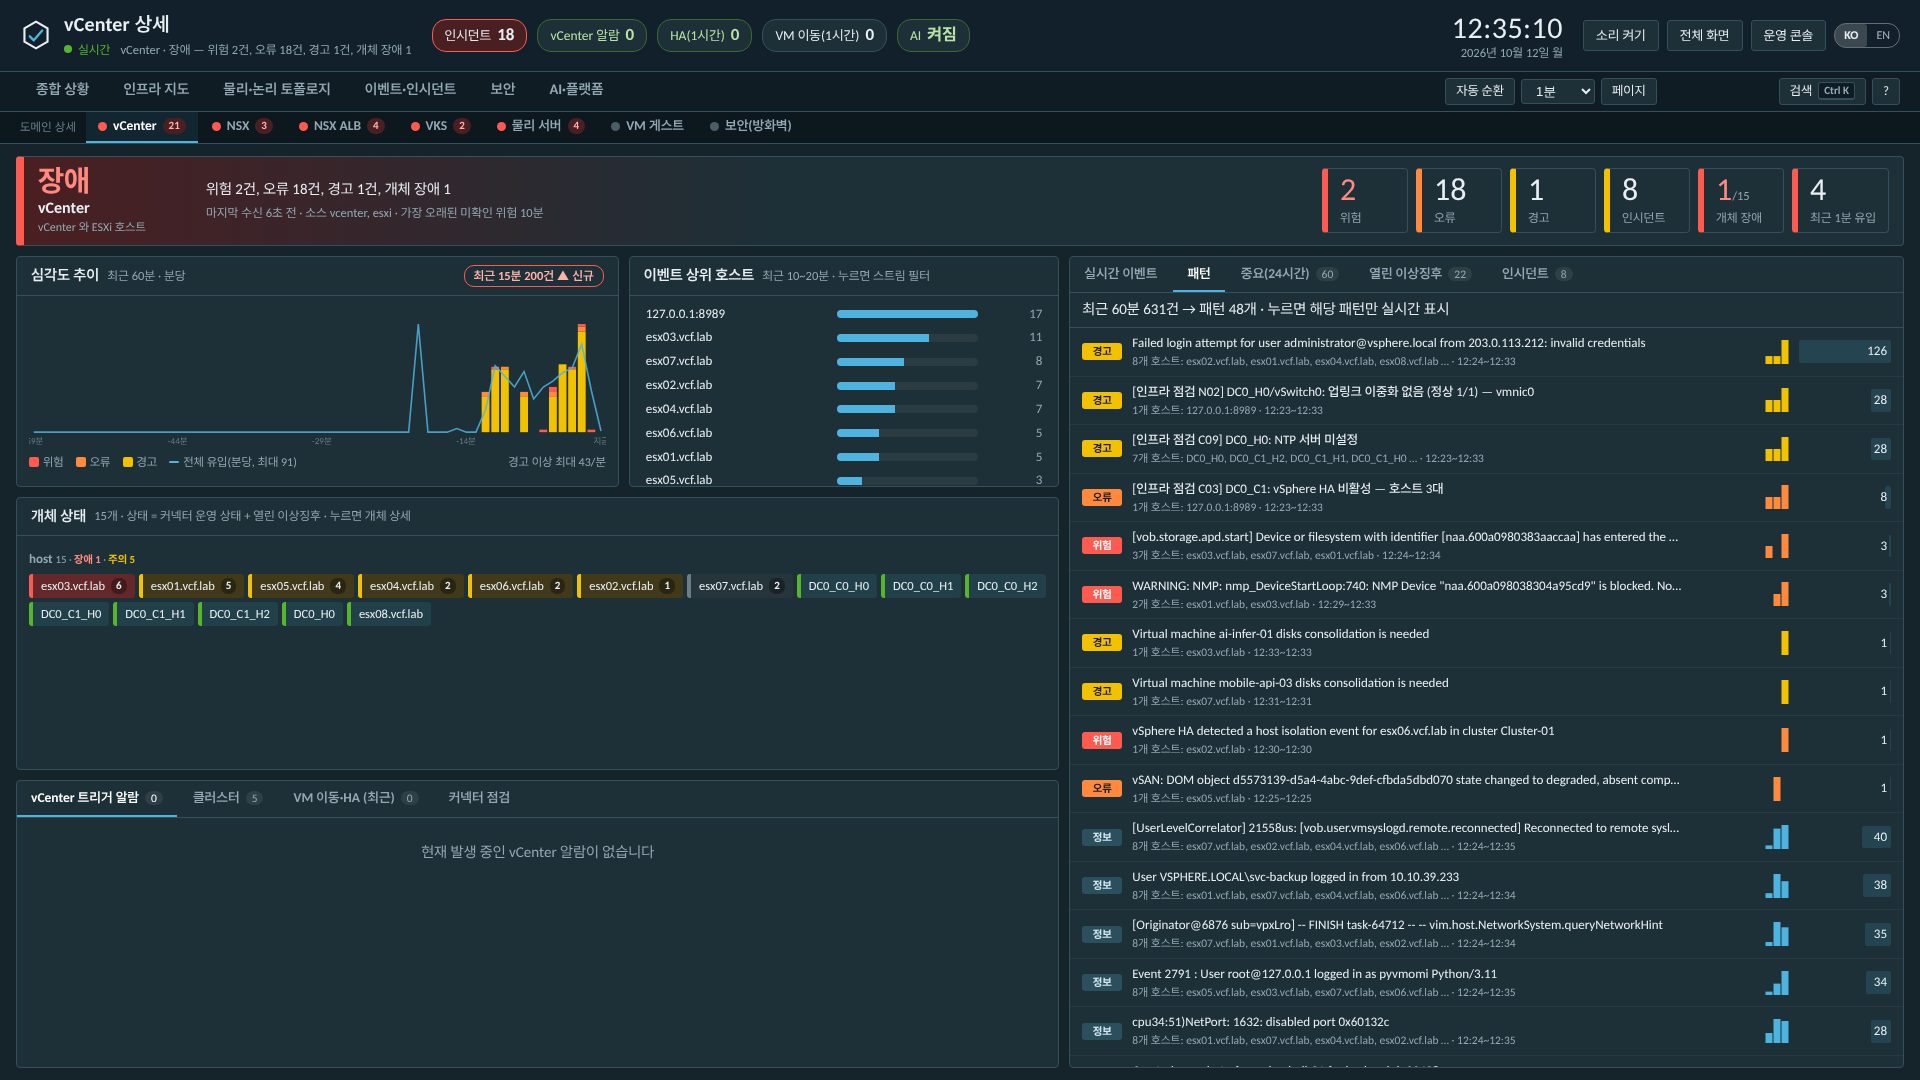 vCenter 상세
실시간 vCenter · 장애 — 위험 2건, 오류 18건, 경고 1건, 개체 장애 1
인시던트 18
vCenter 알람 0
HA(1시간) 0
VM 이동(1시간) 0
AI 켜짐
12:35:10
2026년 10월 12일 월
소리 켜기
전체 화면
운영 콘솔
KO EN
종합 상황
인프라 지도
물리·논리 토폴로지
이벤트·인시던트
보안
AI·플랫폼
자동 순환
1분
페이지
검색 Ctrl K
?
도메인 상세
vCenter 21
NSX 3
NSX ALB 4
VKS 2
물리 서버 4
VM 게스트
보안(방화벽)
장애
vCenter
vCenter 와 ESXi 호스트
위험 2건, 오류 18건, 경고 1건, 개체 장애 1
마지막 수신 6초 전 · 소스 vcenter, esxi · 가장 오래된 미확인 위험 10분
2
위험
18
오류
1
경고
8
인시던트
1/15
개체 장애
4
최근 1분 유입
심각도 추이 최근 60분 · 분당
최근 15분 200건 ▲ 신규
-44분
-29분
-14분
위험 오류 경고 전체 유입(분당, 최대 91)
경고 이상 최대 43/분
이벤트 상위 호스트 최근 10~20분 · 누르면 스트림 필터
127.0.0.1:8989 17
esx03.vcf.lab 11
esx07.vcf.lab 8
esx02.vcf.lab 7
esx04.vcf.lab 7
esx06.vcf.lab 5
esx01.vcf.lab 5
esx05.vcf.lab 3
개체 상태 15개 · 상태 = 커넥터 운영 상태 + 열린 이상징후 · 누르면 개체 상세
host 15 · 장애 1 · 주의 5
esx03.vcf.lab 6
esx01.vcf.lab 5
esx05.vcf.lab 4
esx04.vcf.lab 2
esx06.vcf.lab 2
esx02.vcf.lab 1
esx07.vcf.lab 2
DC0_C0_H0
DC0_C0_H1
DC0_C0_H2
DC0_C1_H0
DC0_C1_H1
DC0_C1_H2
DC0_H0
esx08.vcf.lab
vCenter 트리거 알람 0
클러스터 5
VM 이동·HA (최근) 0
커넥터 점검
현재 발생 중인 vCenter 알람이 없습니다
실시간 이벤트
패턴
중요(24시간) 60
열린 이상징후 22
인시던트 8
최근 60분 631건 → 패턴 48개 · 누르면 해당 패턴만 실시간 표시
경고 Failed login attempt for user administrator@vsphere.local from 203.0.113.212: invalid credentials 126
8개 호스트: esx02.vcf.lab, esx04.vcf.lab, esx01.vcf.lab, esx08.vcf.lab ... · 12:24~12:33
경고 [인프라 점검 N02] DC0_H0/vSwitch0: 업링크 이중화 없음 (정상 1/1) — vmnic0 28
1개 호스트: 127.0.0.1:8989 · 12:23~12:33
경고 [인프라 점검 C09] DC0_H0: NTP 서버 미설정 28
7개 호스트: DC0_H0, DC0_C1_H2, DC0_C1_H1, DC0_C1_H0 ... · 12:23~12:33
오류 [인프라 점검 C03] DC0_C1: vSphere HA 비활성 — 호스트 3대 8
1개 호스트: 127.0.0.1:8989 · 12:23~12:33
위험 [vob.storage.apd.start] Device or filesystem with identifier [naa.600a0980383aaccaa] has entered the ... 3
3개 호스트: esx03.vcf.lab, esx07.vcf.lab, esx01.vcf.lab · 12:24~12:34
위험 WARNING: NMP: nmp_DeviceStartLoop:740: NMP Device "naa.600a098038304a95cd9" is blocked. No... 3
2개 호스트: esx01.vcf.lab, esx03.vcf.lab · 12:29~12:33
경고 Virtual machine ai-infer-01 disks consolidation is needed 1
1개 호스트: esx03.vcf.lab · 12:33~12:33
경고 Virtual machine mobile-api-03 disks consolidation is needed 1
1개 호스트: esx07.vcf.lab · 12:31~12:31
위험 vSphere HA detected a host isolation event for esx06.vcf.lab in cluster Cluster-01 1
1개 호스트: esx02.vcf.lab · 12:30~12:30
오류 vSAN: DOM object d5573139-d5a4-4abc-9def-cfbda5dbd070 state changed to degraded, absent comp... 1
1개 호스트: esx05.vcf.lab · 12:25~12:25
정보 [UserLevelCorrelator] 21558us: [vob.user.vmsyslogd.remote.reconnected] Reconnected to remote sysl... 40
8개 호스트: esx07.vcf.lab, esx02.vcf.lab, esx04.vcf.lab, esx06.vcf.lab ... · 12:24~12:35
정보 User VSPHERE.LOCAL\svc-backup logged in from 10.10.39.233 38
8개 호스트: esx01.vcf.lab, esx07.vcf.lab, esx04.vcf.lab, esx06.vcf.lab ... · 12:24~12:34
정보 [Originator@6876 sub=vpxLro] -- FINISH task-64712 -- -- vim.host.NetworkSystem.queryNetworkHint 35
8개 호스트: esx07.vcf.lab, esx01.vcf.lab, esx03.vcf.lab, esx02.vcf.lab ... · 12:24~12:34
정보 Event 2791 : User root@127.0.0.1 logged in as pyvmomi Python/3.11 34
8개 호스트: esx05.vcf.lab, esx03.vcf.lab, esx07.vcf.lab, esx06.vcf.lab ... · 12:24~12:35
정보 cpu34:51)NetPort: 1632: disabled port 0x60132c 28
8개 호스트: esx01.vcf.lab, esx07.vcf.lab, esx04.vcf.lab, esx02.vcf.lab ... · 12:24~12:35